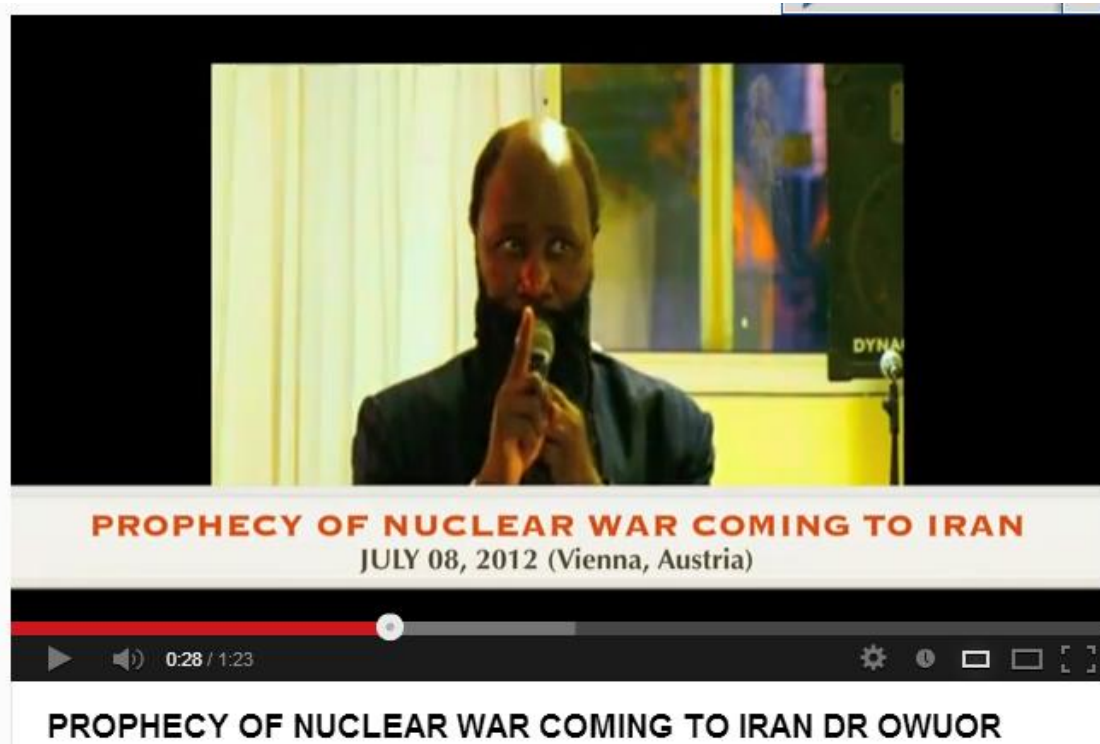 DYNA
PROPHECY OF NUCLEAR WAR COMING TO IRAN
JULY 08, 2012 (Vienna, Austria)
0:28 / 1:23
PROPHECY OF NUCLEAR WAR COMING TO IRAN DR OWUOR